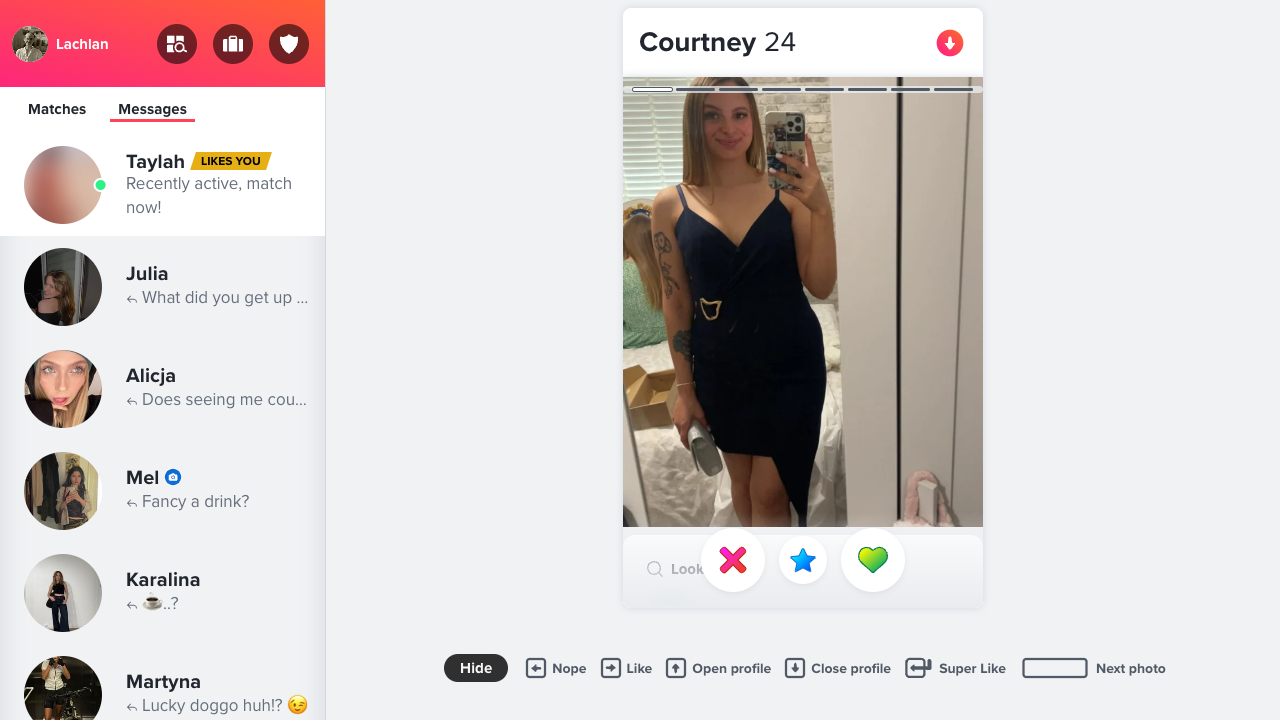 Lachlan
Matches Messages
Taylah LIKES YOU
Recently active, match
now!
Julia
What did you get up ...
Alicja
Does seeing me cou...
Mel
Fancy a drink?
Karalina
☕..?
Martyna
Lucky doggo huh!? 😉
Courtney 24
Look
Hide Nope Like Open profile Close profile Super Like Next photo